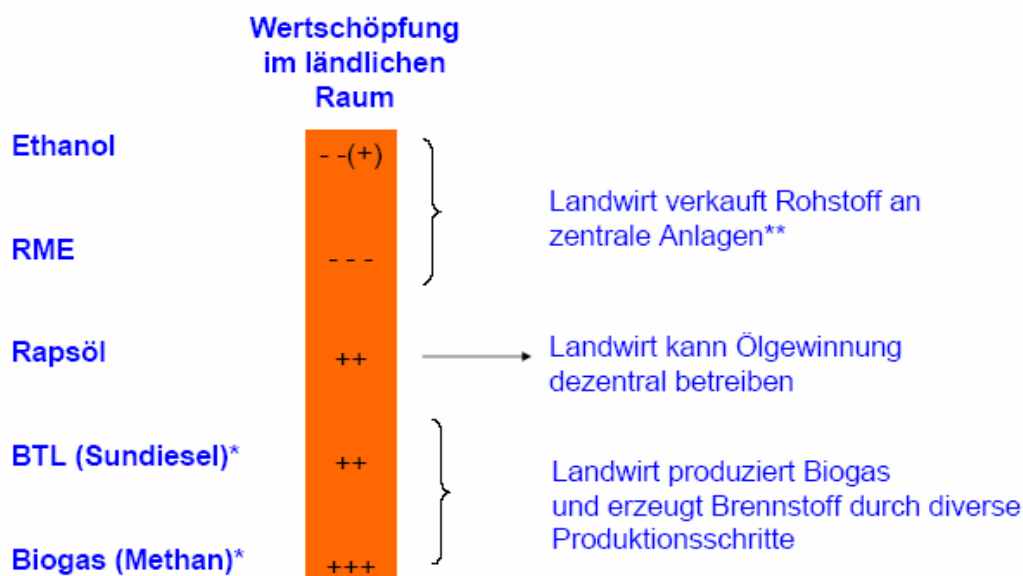 Wertschöpfung
im ländlichen
Raum
Ethanol
- -(+)
Landwirt verkauft Rohstoff an
zentrale Anlagen**
RME
- - -
Rapsöl
++
Landwirt kann Ölgewinnung
dezentral betreiben
BTL (Sundiesel)*
++
Landwirt produziert Biogas
und erzeugt Brennstoff durch diverse
Produktionsschritte
Biogas (Methan)*
+++